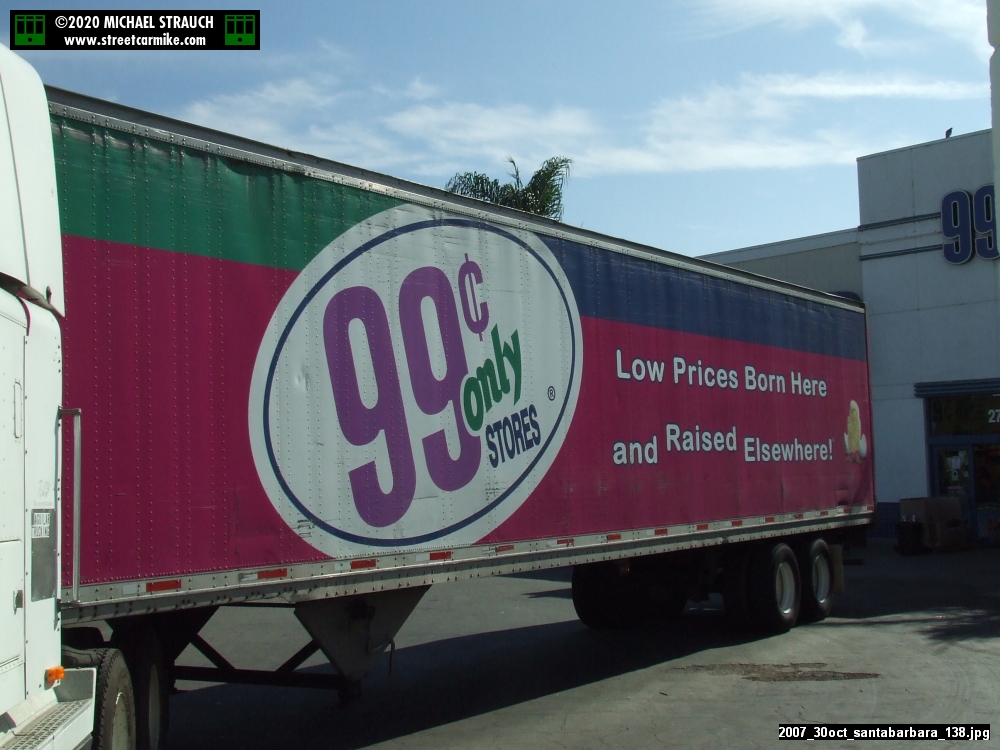 ©2020 MICHAEL STRAUCH
www.streetcarmike.com
99¢
only
STORES
®
Low Prices Born Here
and Raised Elsewhere!
99
27
2007_30oct_santabarbara_138.jpg